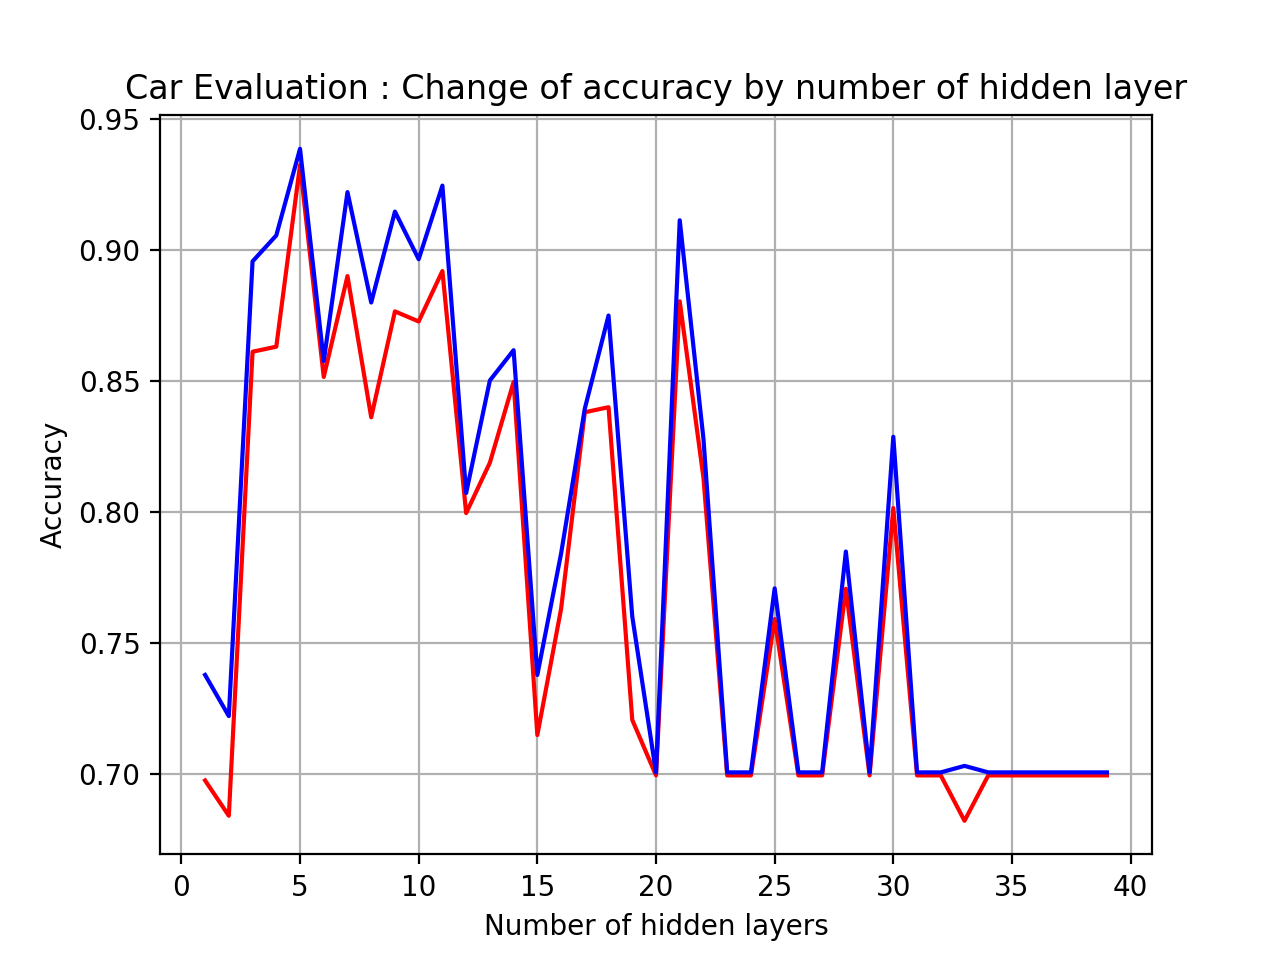 Car Evaluation : Change of accuracy by number of hidden layer
0.95
0.90
0.85
0.80
0.75
0.70
Accuracy
0 5 10 15 20 25 30 35 40
Number of hidden layers